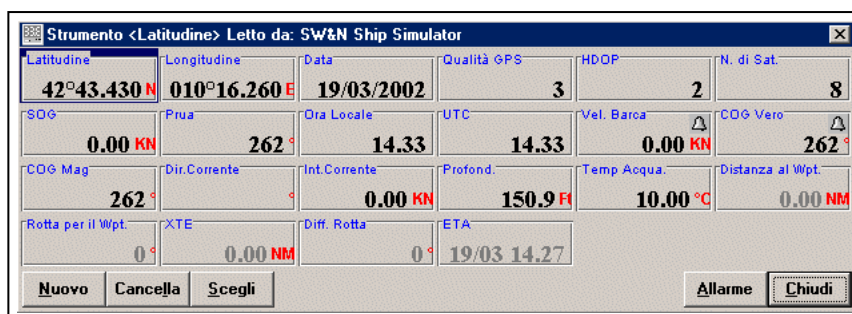 Strumento <Latitudine> Letto da: SW&N Ship Simulator
Latitudine Longitudine Data Qualità GPS HDOP N. di Sat.
42°43.430 N 010°16.260 E 19/03/2002 3 2 8
SOG Prua Ora Locale UTC Vel. Barca COG Vero
0.00 KN 262 ° 14.33 14.33 0.00 KN 262 °
COG Mag Dir.Corrente Int.Corrente Profond. Temp Acqua. Distanza al Wpt.
262 ° ° 0.00 KN 150.9 Ft 10.00 °C 0.00 NM
Rotta per il Wpt. XTE Diff. Rotta ETA
0 ° 0.00 NM 0 ° 19/03 14.27
Nuovo Cancella Scegli Allarme Chiudi